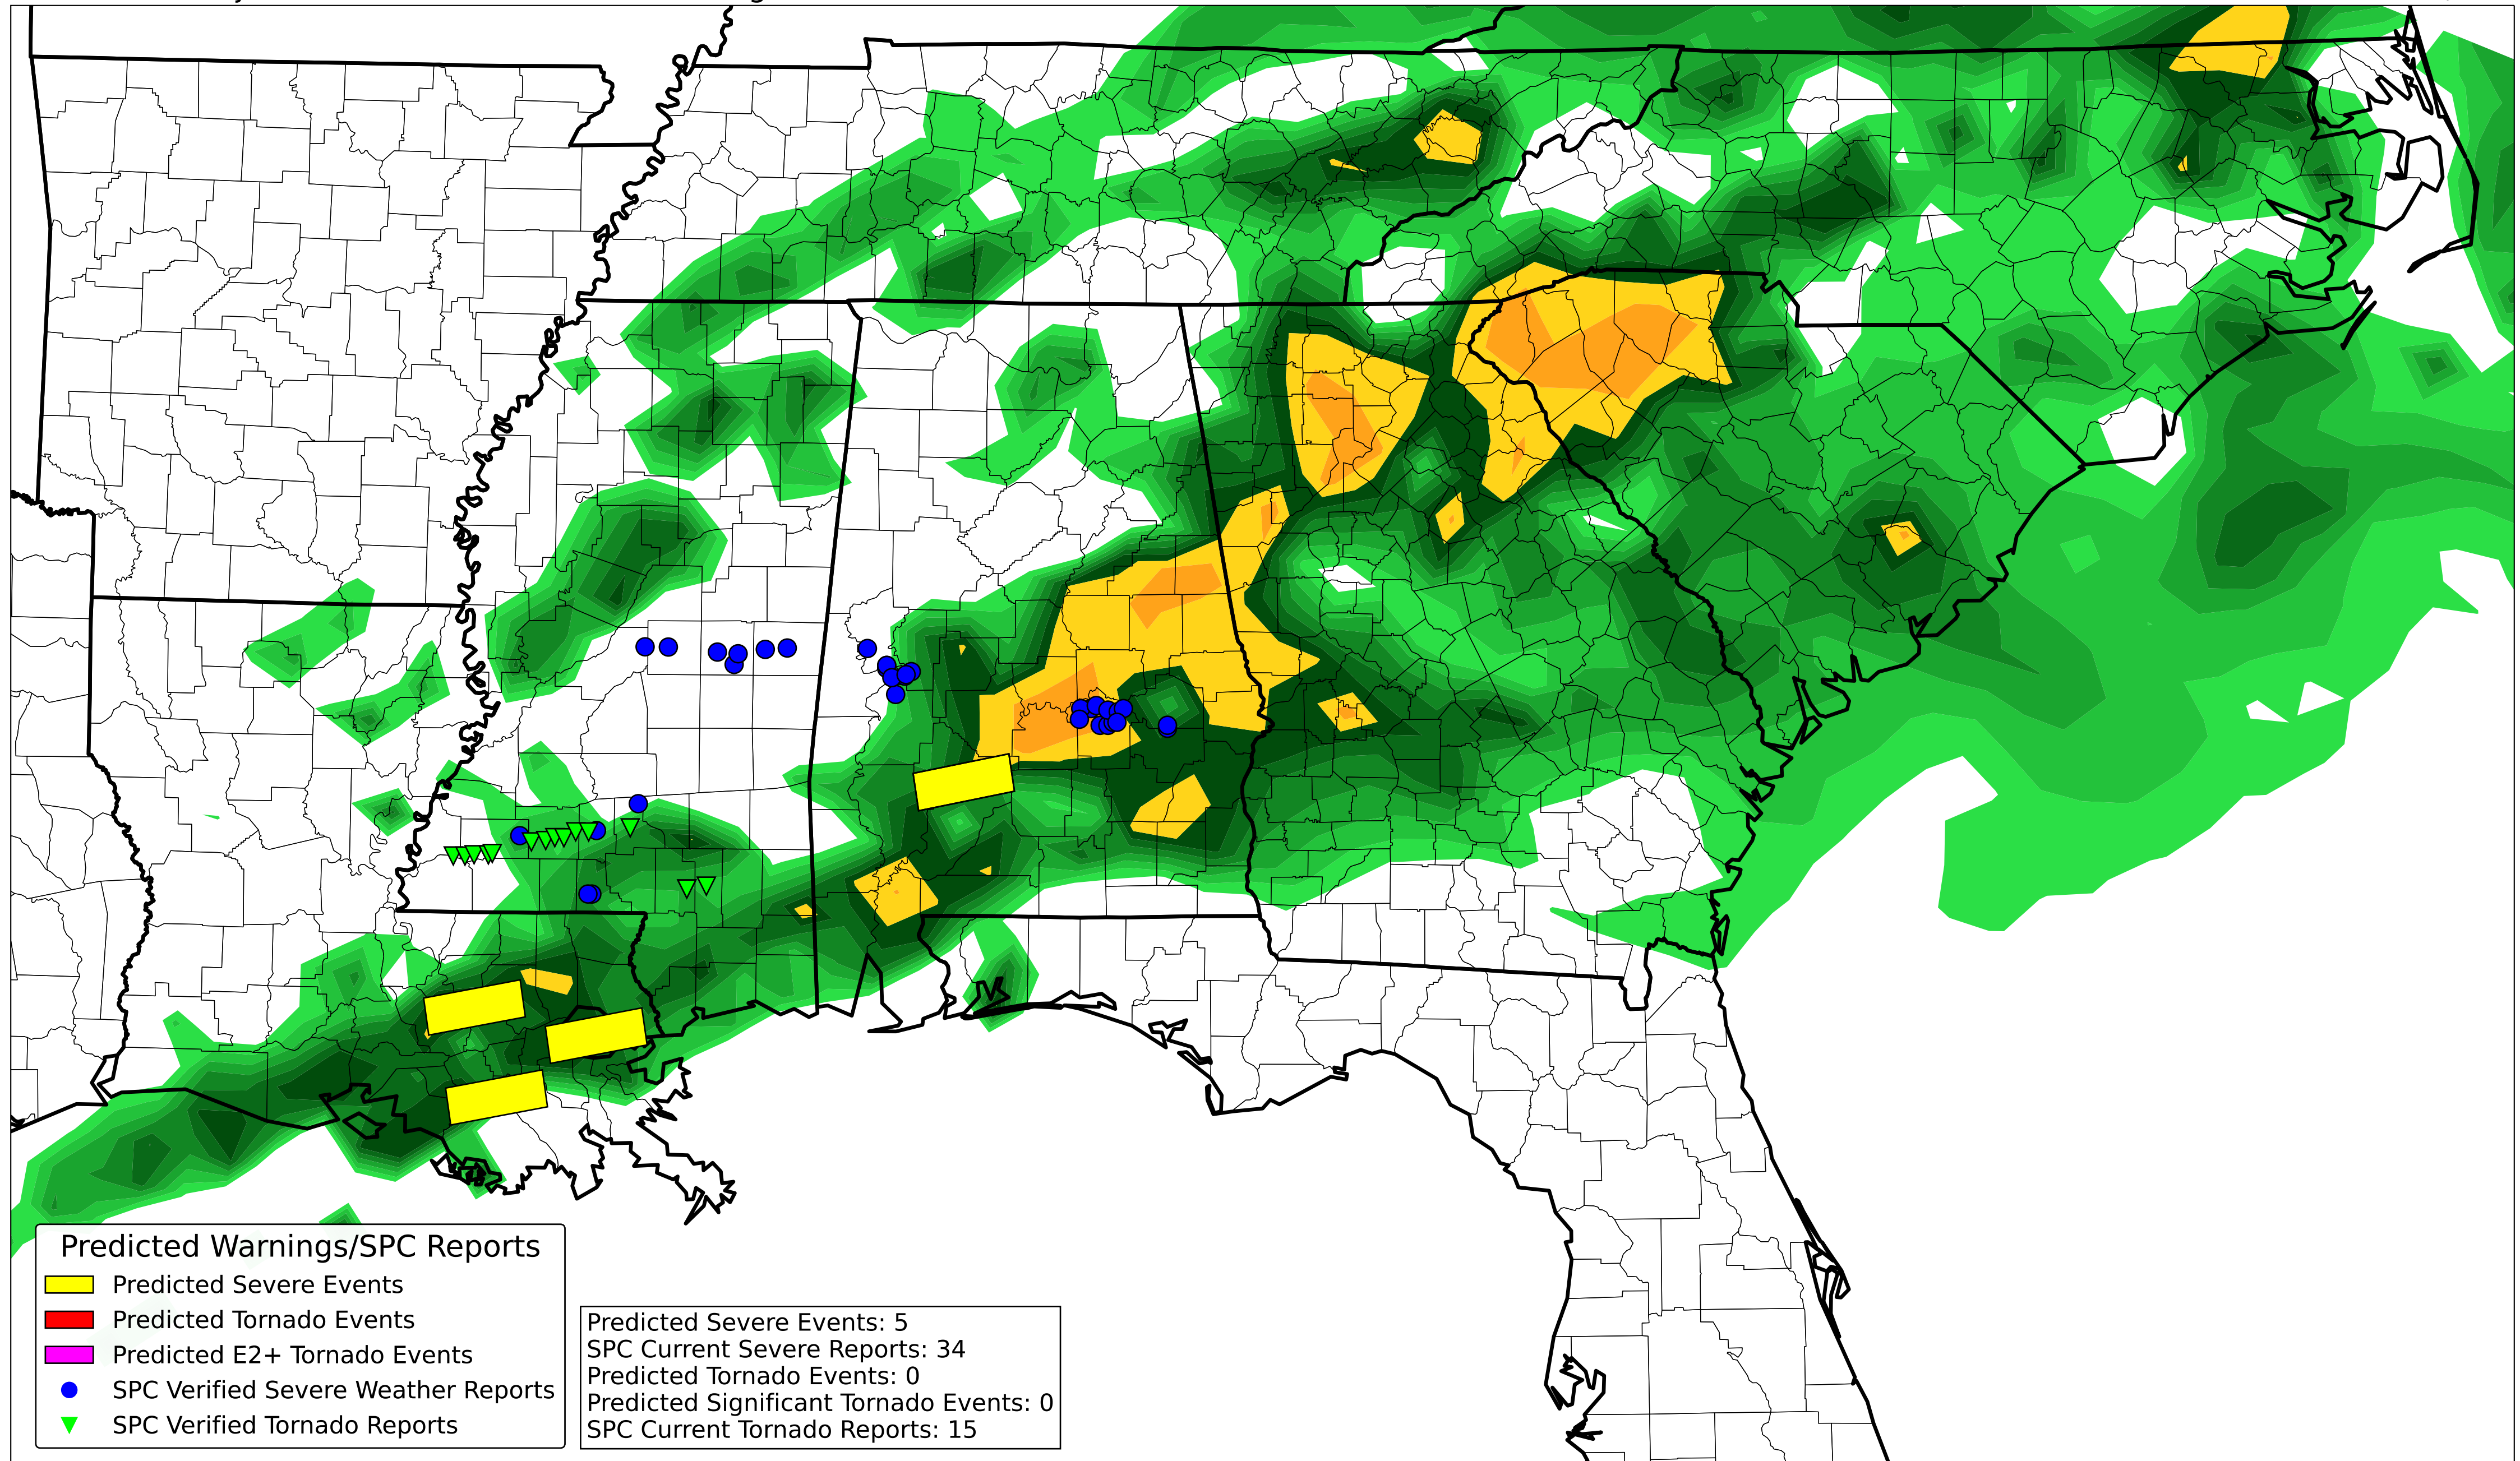 Predicted Warnings/SPC Reports
Predicted Severe Events
Predicted Tornado Events
Predicted E2+ Tornado Events
SPC Verified Severe Weather Reports
SPC Verified Tornado Reports
Predicted Severe Events: 5
SPC Current Severe Reports: 34
Predicted Tornado Events: 0
Predicted Significant Tornado Events: 0
SPC Current Tornado Reports: 15